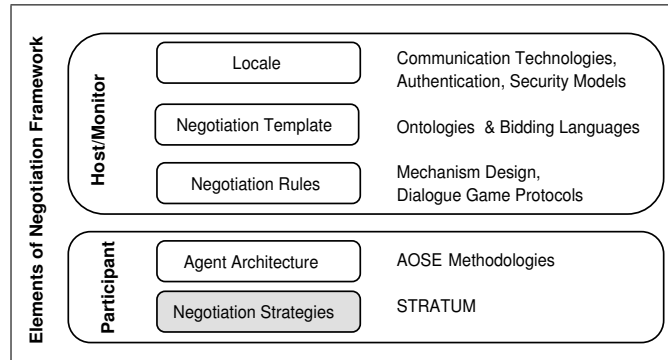 Elements of Negotiation Framework
Host/Monitor
Locale
Communication Technologies,
Authentication, Security Models
Negotiation Template
Ontologies & Bidding Languages
Negotiation Rules
Mechanism Design,
Dialogue Game Protocols
Participant
Agent Architecture
AOSE Methodologies
Negotiation Strategies
STRATUM